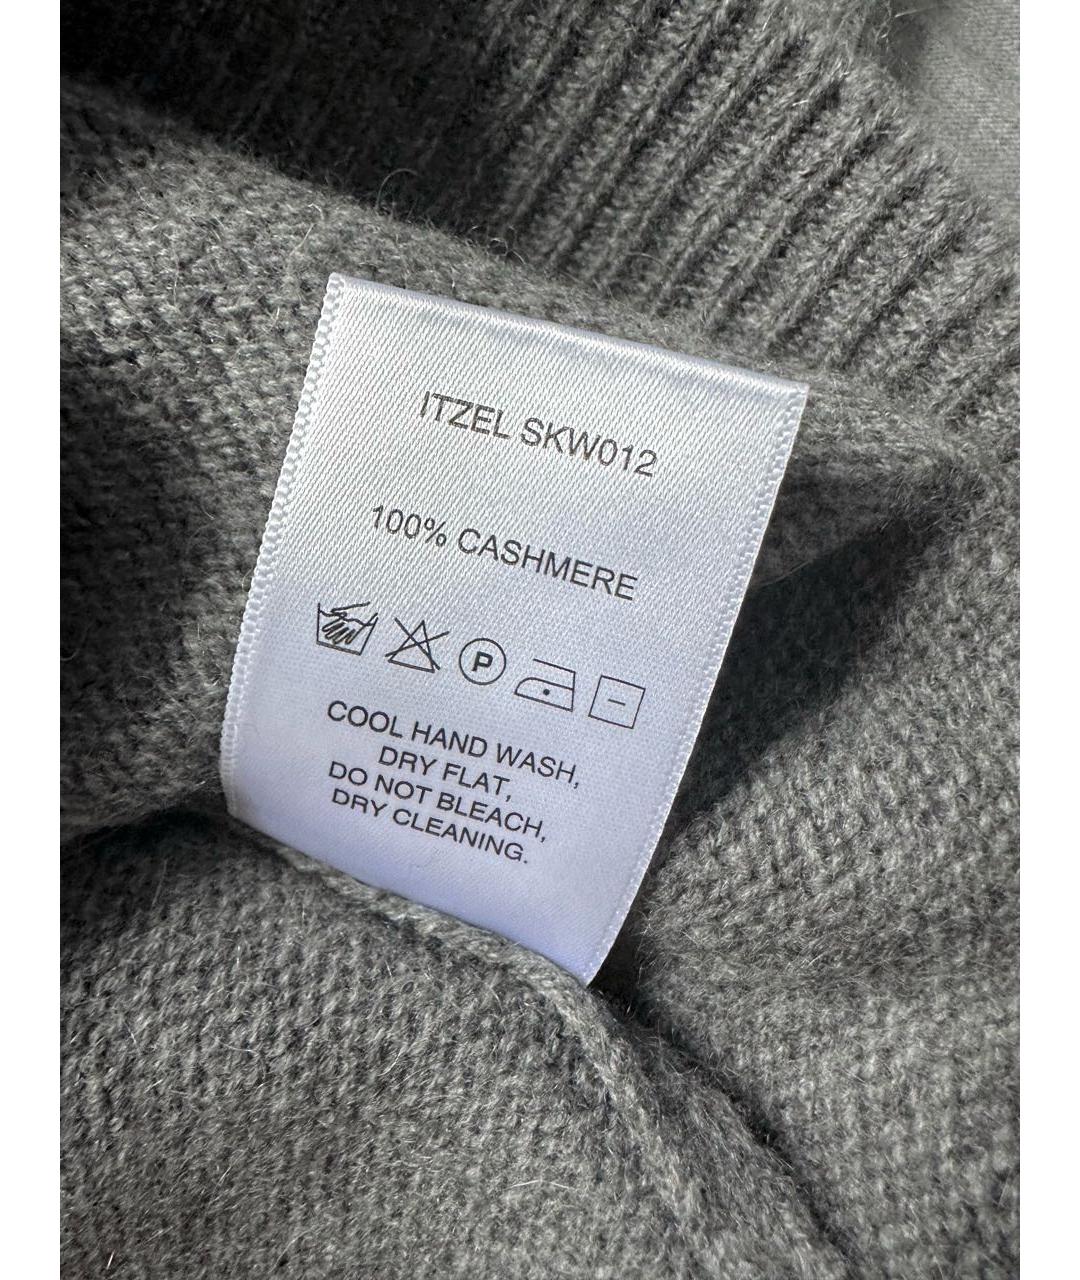 ITZEL SKW012
100% CASHMERE
P
COOL HAND WASH,
DRY FLAT,
DO NOT BLEACH,
DRY CLEANING.